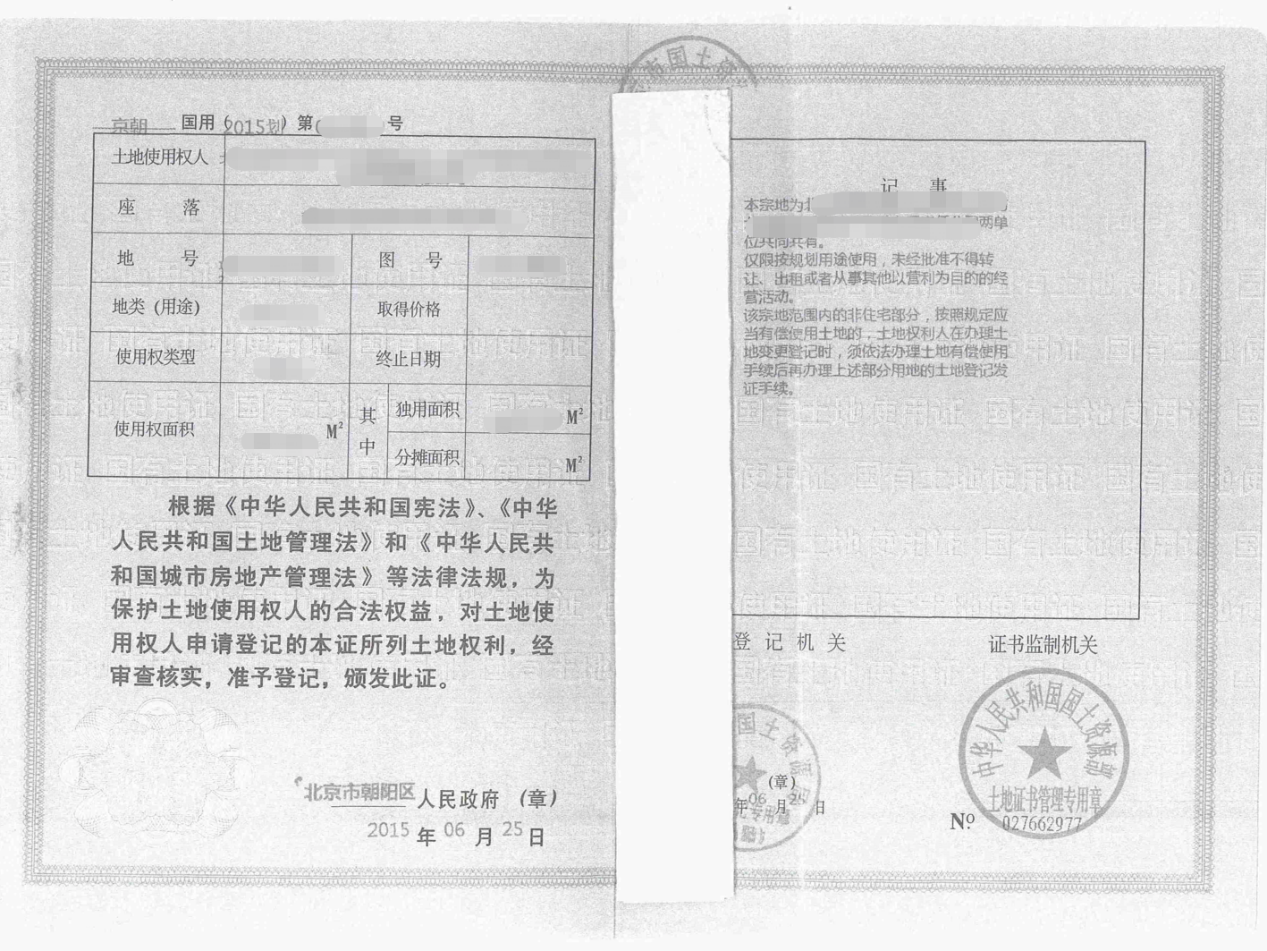 京朝 国用（2015划）第 号
土地使用权人
座 落
地 号 图 号
地类（用途） 取得价格
使用权类型 终止日期
使用权面积 M² 其中 独用面积 M²
分摊面积 M²
根据《中华人民共和国宪法》、《中华
人民共和国土地管理法》和《中华人民共
和国城市房地产管理法》等法律法规，为
保护土地使用权人的合法权益，对土地使
用权人申请登记的本证所列土地权利，经
审查核实，准予登记，颁发此证。
北京市朝阳区人民政府（章）
2015年06月25日
市国土资
记 事
本宗地为北
两单
位共同共有。
仅限按规划用途使用，未经批准不得转
让、出租或者从事其他以营利为目的的经
营活动。
该宗地范围内的非住宅部分，按照规定应
当有偿使用土地的，土地权利人在办理土
地变更登记时，须依法办理土地有偿使用
手续后再办理上述部分用地的土地登记发
证手续。
登记机关 证书监制机关
国土资源
（章）
年06月25日
专用章
中华人民共和国国土资源部
土地证书管理专用章
Nº 027662977